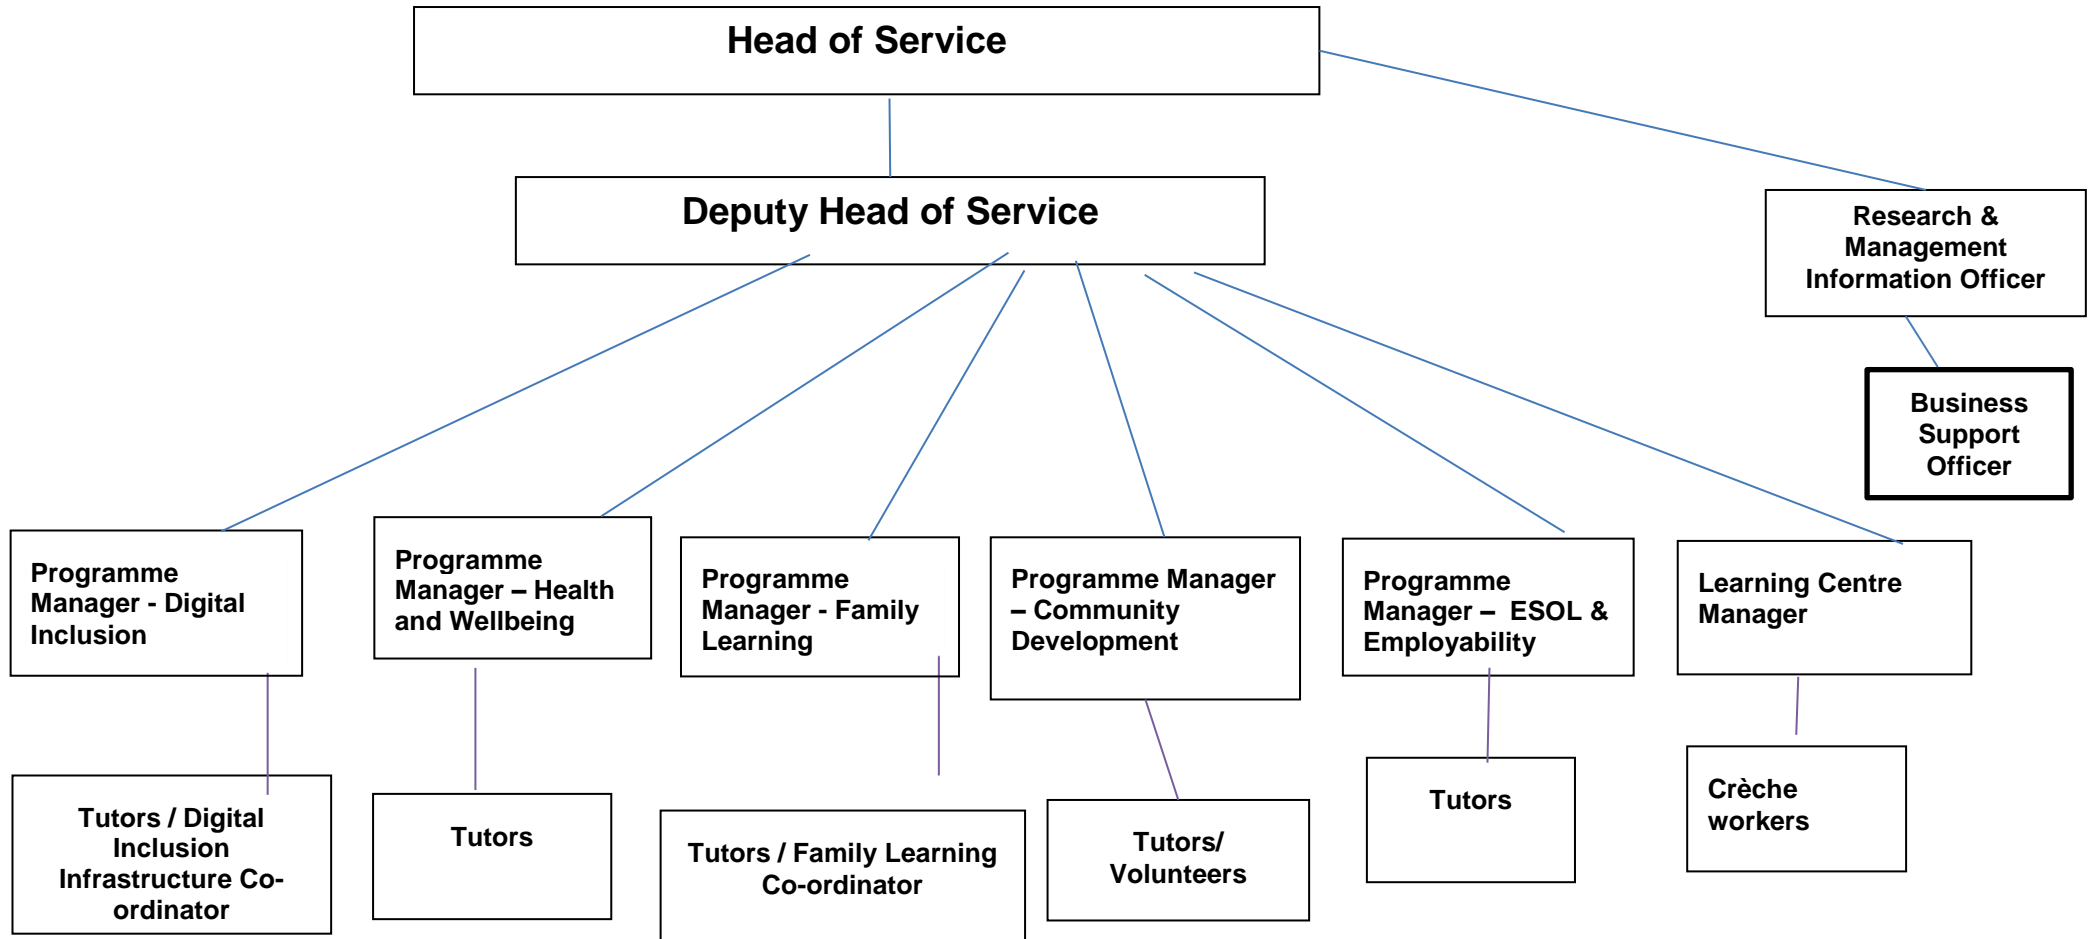 Head of Service
Deputy Head of Service
Research &
Management
Information Officer
Business
Support
Officer
Programme
Manager - Digital
Inclusion
Programme
Manager – Health
and Wellbeing
Programme
Manager - Family
Learning
Programme Manager
– Community
Development
Programme
Manager –  ESOL &
Employability
Learning Centre
Manager
Tutors / Digital
Inclusion
Infrastructure Co-
ordinator
Tutors
Tutors / Family Learning
Co-ordinator
Tutors/
Volunteers
Tutors
Crèche
workers